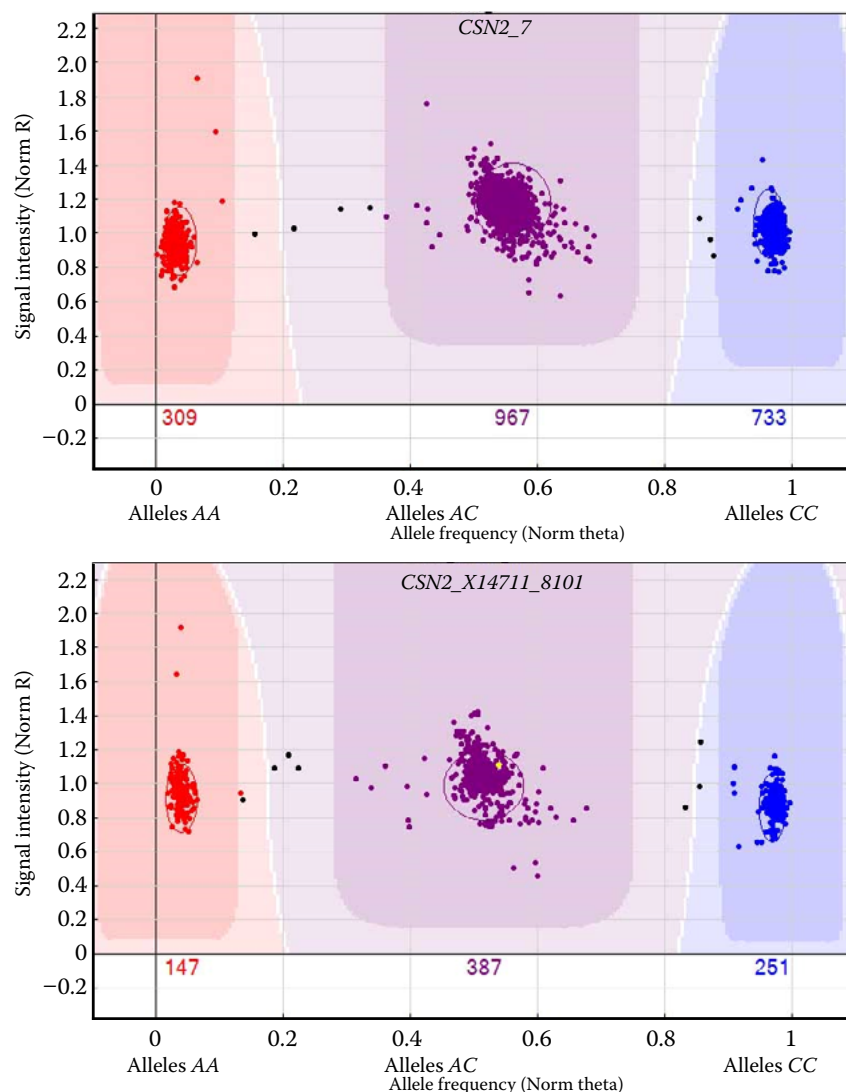 CSN2_7
Signal intensity (Norm R)
2.2
2.0
1.8
1.6
1.4
1.2
1.0
0.8
0.6
0.4
0.2
0
−0.2
309 967 733
0 0.2 0.4 0.6 0.8 1
Alleles AA Alleles AC Alleles CC
Allele frequency (Norm theta)
CSN2_X14711_8101
Signal intensity (Norm R)
2.2
2.0
1.8
1.6
1.4
1.2
1.0
0.8
0.6
0.4
0.2
0
−0.2
147 387 251
0 0.2 0.4 0.6 0.8 1
Alleles AA Alleles AC Alleles CC
Allele frequency (Norm theta)